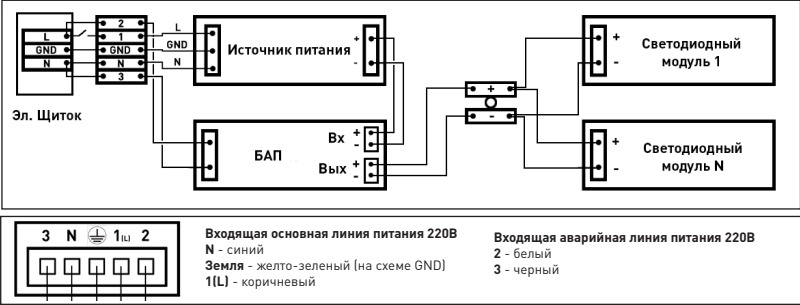 L
GND
N
Эл. Щиток
2
1
GND
N
3
L
GND
N
Источник питания
+
-
БАП
Вх
+
-
Вых
+
-
+
-
+
-
Светодиодный
модуль 1
+
-
Светодиодный
модуль N
3 N 1(L) 2
Входящая основная линия питания 220В
N - синий
Земля - желто-зеленый (на схеме GND)
1(L) - коричневый
Входящая аварийная линия питания 220В
2 - белый
3 - черный